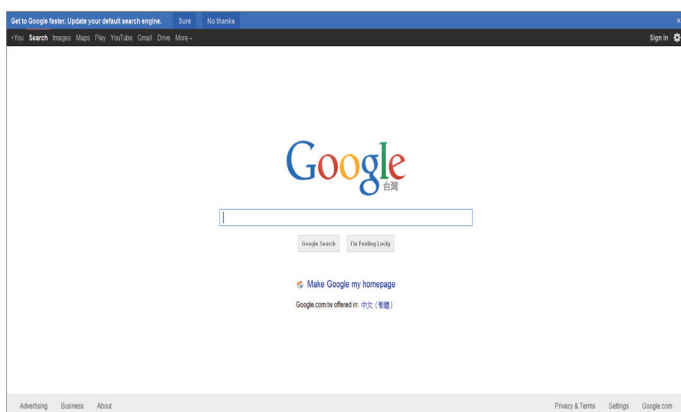 Get to Google faster. Update your default search engine. Sure No thanks ×
+You Search Images Maps Play YouTube Gmail Drive More Sign in
Google
台灣
Google Search I'm Feeling Lucky
Make Google my homepage
Google.com.tw offered in: 中文（繁體）
Advertising Business About Privacy & Terms Settings Google.com